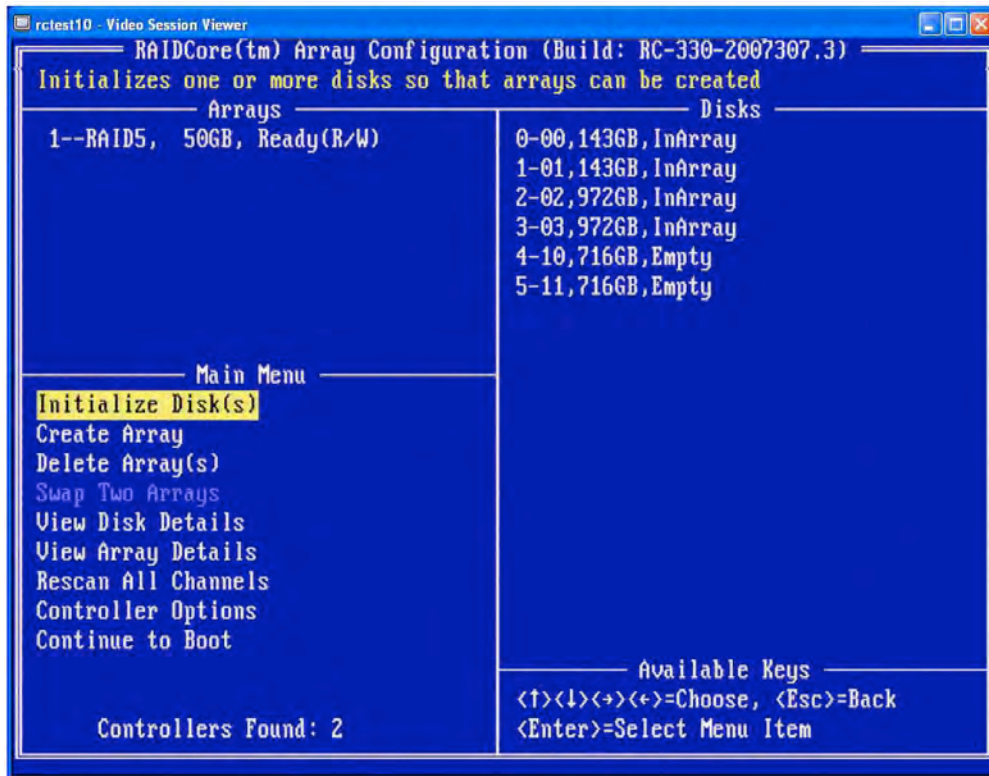 rctest10 - Video Session Viewer
RAIDCore(tm) Array Configuration (Build: RC-330-2007307.3)
Initializes one or more disks so that arrays can be created
Arrays
1--RAID5, 50GB, Ready(R/W)
Disks
0-00,143GB,InArray
1-01,143GB,InArray
2-02,972GB,InArray
3-03,972GB,InArray
4-10,716GB,Empty
5-11,716GB,Empty
Main Menu
Initialize Disk(s)
Create Array
Delete Array(s)
Swap Two Arrays
View Disk Details
View Array Details
Rescan All Channels
Controller Options
Continue to Boot
Controllers Found: 2
Available Keys
<↑><↓><→><←>=Choose, <Esc>=Back
<Enter>=Select Menu Item